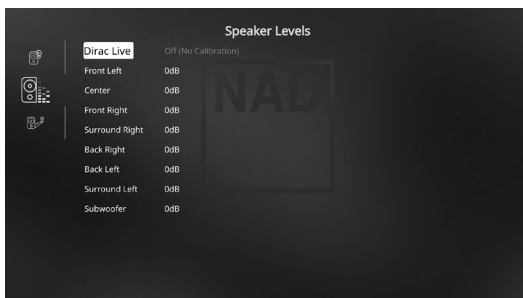 Speaker Levels
Dirac Live Off (No Calibration)
Front Left 0dB
Center 0dB
Front Right 0dB
Surround Right 0dB
Back Right 0dB
Back Left 0dB
Surround Left 0dB
Subwoofer 0dB
NAD